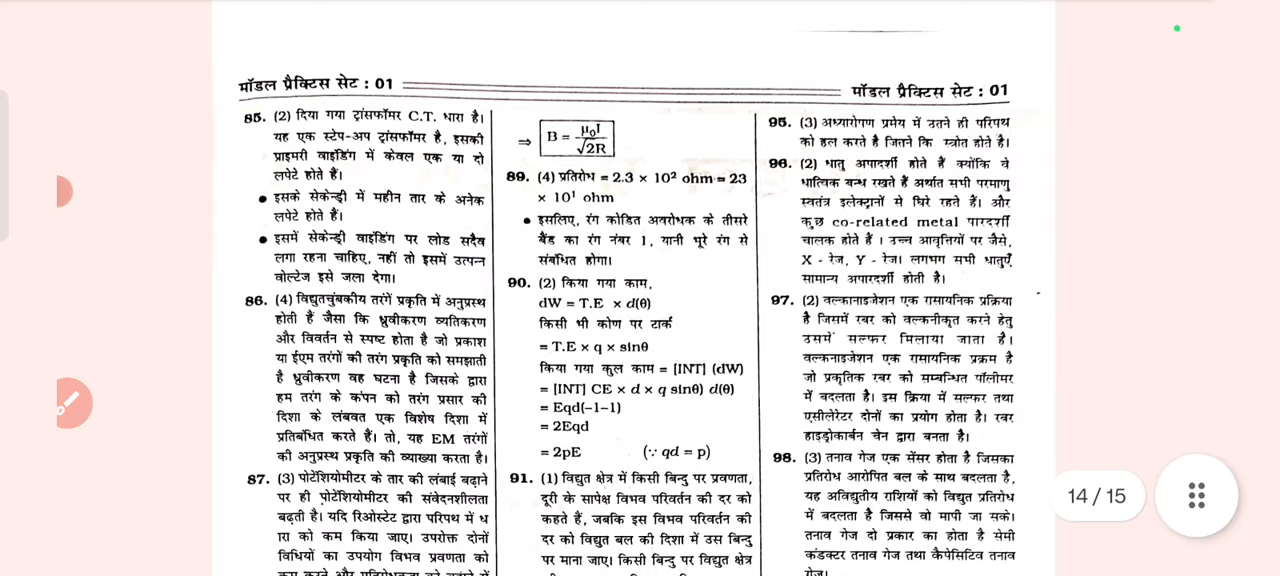 मॉडल प्रैक्टिस सेट : 01
मॉडल प्रैक्टिस सेट : 01
85. (2) दिया गया ट्रांसफॉमर C.T. धारा है।
यह एक स्टेप-अप ट्रांसफॉमर है, इसकी
प्राइमरी वाइंडिंग में केवल एक या दो
लपेटे होते हैं।
● इसके सेकेन्ड्री में महीन तार के अनेक
लपेटे होते हैं।
● इसमें सेकेन्ड्री वाइंडिंग पर लोड सदैव
लगा रहना चाहिए, नहीं तो इसमें उत्पन्न
वोल्टेज इसे जला देगा।
86. (4) विद्युतचुंबकीय तरंगें प्रकृति में अनुप्रस्थ
होती हैं जैसा कि ध्रुवीकरण व्यतिकरण
और विवर्तन से स्पष्ट होता है जो प्रकाश
या ईएम तरंगों की तरंग प्रकृति को समझाती
है ध्रुवीकरण वह घटना है जिसके द्वारा
हम तरंग के कंपन को तरंग प्रसार की
दिशा के लंबवत एक विशेष दिशा में
प्रतिबंधित करते हैं। तो, यह EM तरंगों
की अनुप्रस्थ प्रकृति की व्याख्या करता है।
87. (3) पोटेंशियोमीटर के तार की लंबाई बढ़ाने
पर ही पोटेंशियोमीटर की संवेदनशीलता
बढ़ती है। यदि रिओस्टेट द्वारा परिपथ में ध
ारा को कम किया जाए। उपरोक्त दोनों
विधियों का उपयोग विभव प्रवणता को
⇒ B = μ₀I / √2R
89. (4) प्रतिरोध = 2.3 × 10² ohm = 23
× 10¹ ohm
● इसलिए, रंग कोडित अवरोधक के तीसरे
बैंड का रंग नंबर 1, यानी भूरे रंग से
संबंधित होगा।
90. (2) किया गया काम,
dW = T.E × d(θ)
किसी भी कोण पर टार्क
= T.E × q × sinθ
किया गया कुल काम = [INT] (dW)
= [INT] CE × d × q sinθ) d(θ)
= Eqd(−1−1)
= 2Eqd
= 2pE (∵ qd = p)
91. (1) विद्युत क्षेत्र में किसी बिन्दु पर प्रवणता,
दूरी के सापेक्ष विभव परिवर्तन की दर को
कहते हैं, जबकि इस विभव परिवर्तन की
दर को विद्युत बल की दिशा में उस बिन्दु
पर माना जाए। किसी बिन्दु पर विद्युत क्षेत्र
95. (3) अध्यारोपण प्रमेय में उतने ही परिपथ
को हल करते है जितने कि स्त्रोत होते है।
96. (2) धातु अपादर्शी होते हैं क्योंकि वे
धात्विक बन्ध रखते हैं अर्थात सभी परमाणु
स्वतंत्र इलेक्ट्रानों से घिरे रहते हैं। और
कुछ co-related metal पारदर्शी
चालक होते हैं । उच्च आवृत्तियों पर जैसे,
X - रेज, Y - रेज। लगभग सभी धातुएँ
सामान्य अपारदर्शी होती है।
97. (2) वल्कानाइजेशन एक रासायनिक प्रक्रिया
है जिसमें रबर को वल्कनीकृत करने हेतु
उसमें सल्फर मिलाया जाता है।
वल्कनाइजेशन एक रासायनिक प्रक्रम है
जो प्रकृतिक रबर को सम्बन्धित पॉलीमर
में बदलता है। इस क्रिया में सल्फर तथा
एसीलेरेटर दोनों का प्रयोग होता है। रबर
हाइड्रोकार्बन चेन द्वारा बनता है।
98. (3) तनाव गेज एक सेंसर होता है जिसका
प्रतिरोध आरोपित बल के साथ बदलता है,
यह अविद्युतीय राशियों को विद्युत प्रतिरोध
में बदलता है जिससे वो मापी जा सके।
तनाव गेज दो प्रकार का होता है सेमी
कंडक्टर तनाव गेज तथा कैपेसिटिव तनाव
गेज।
14 / 15